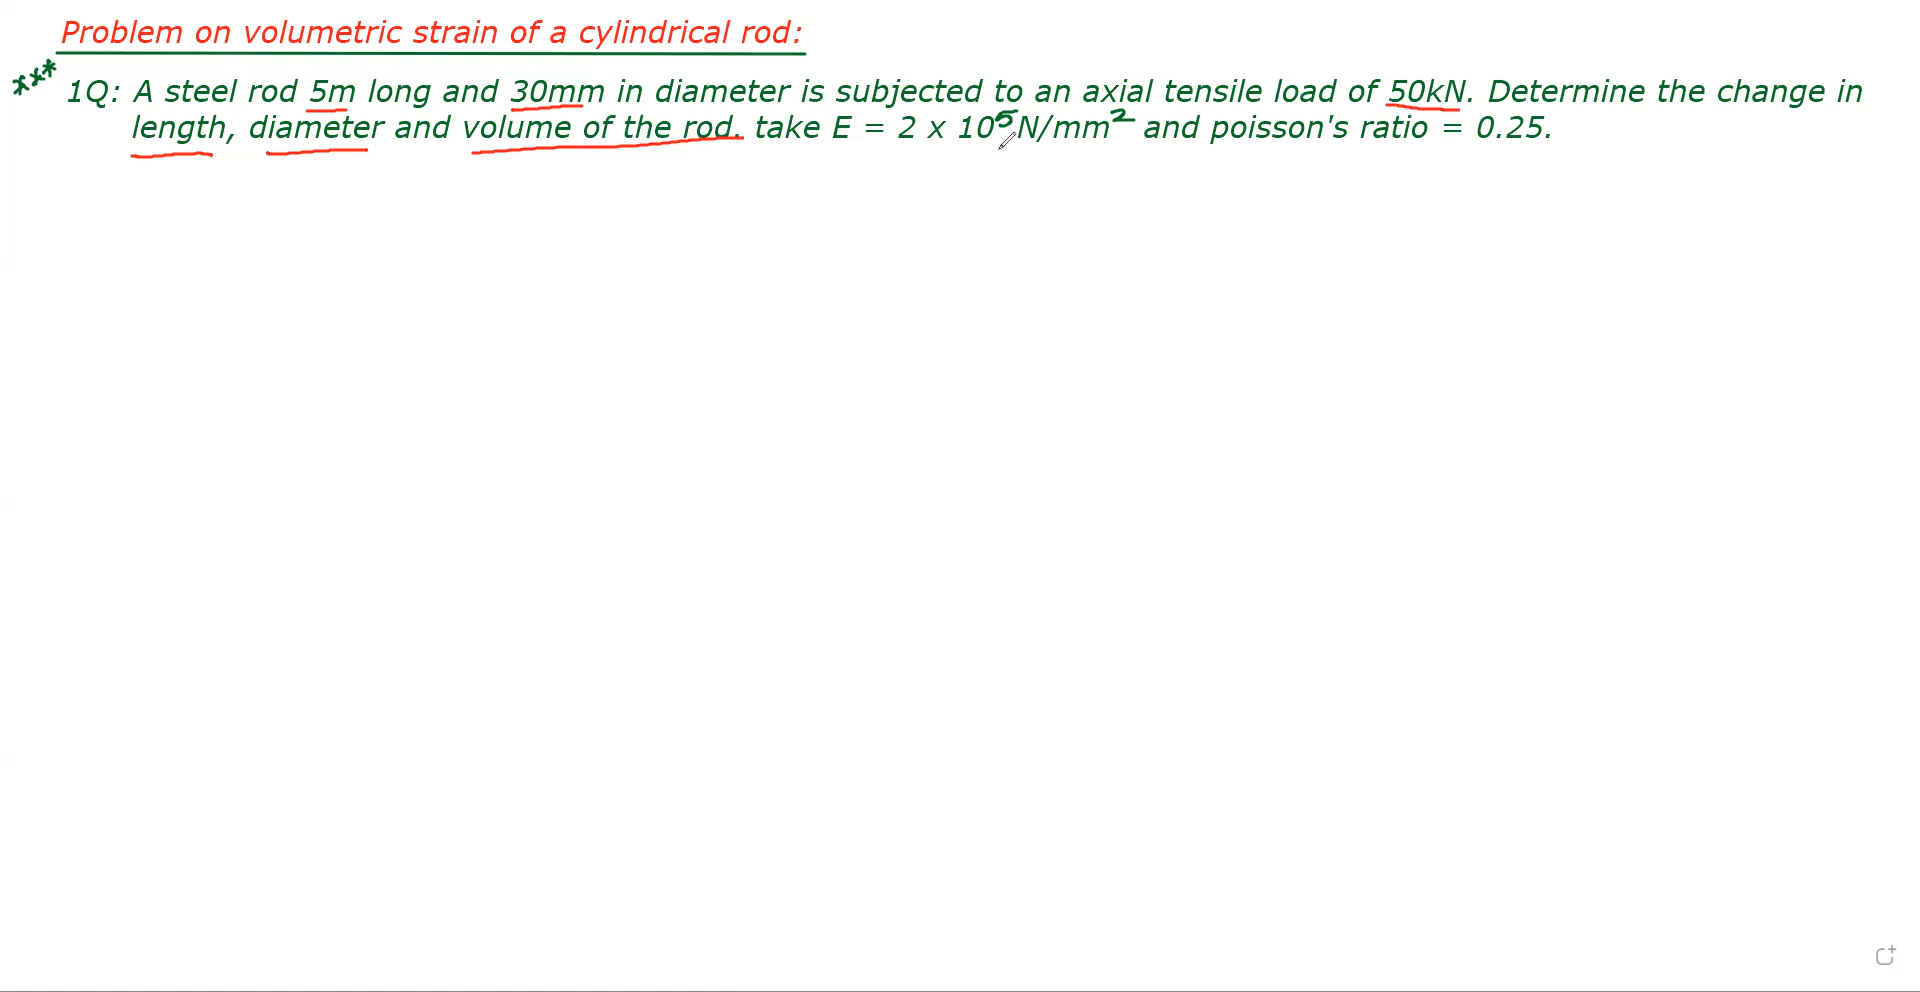 Problem on volumetric strain of a cylindrical rod:
*** 1Q: A steel rod 5m long and 30mm in diameter is subjected to an axial tensile load of 50kN. Determine the change in
length, diameter and volume of the rod. take E = 2 x 10⁵ N/mm² and poisson's ratio = 0.25.